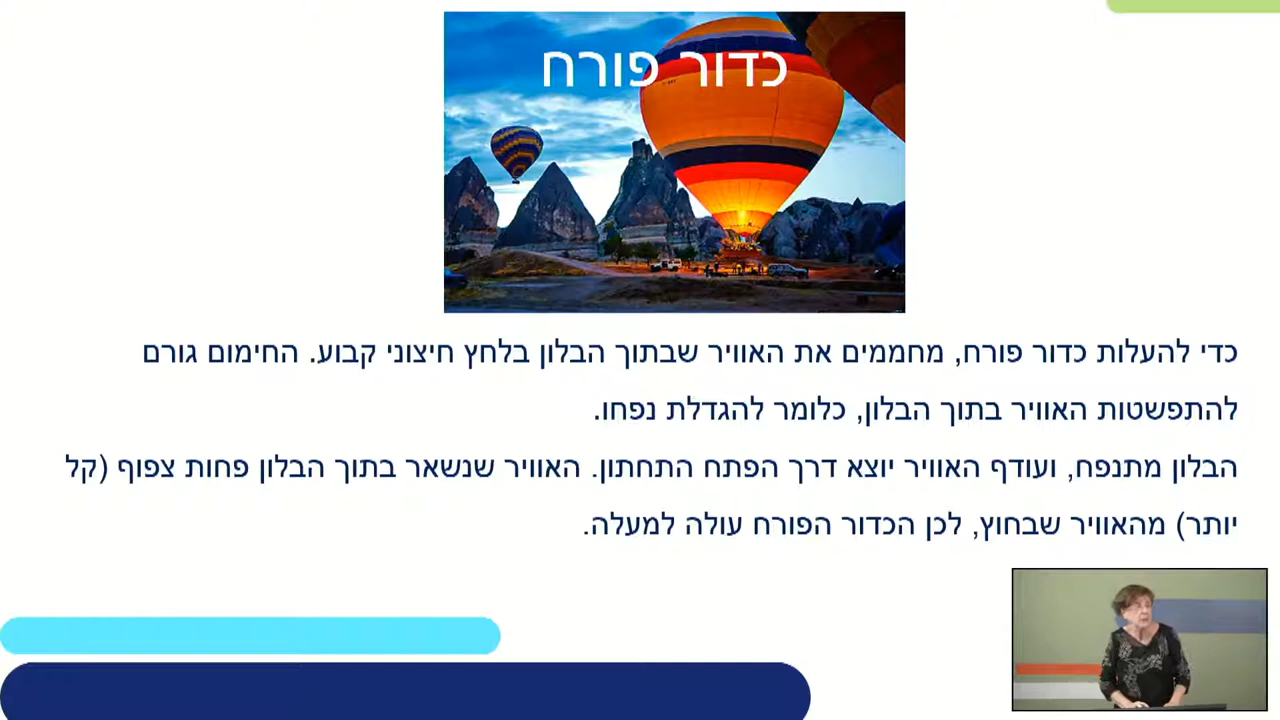 כדור פורח
כדי להעלות כדור פורח, מחממים את האוויר שבתוך הבלון בלחץ חיצוני קבוע. החימום גורם
להתפשטות האוויר בתוך הבלון, כלומר להגדלת נפחו.
הבלון מתנפח, ועודף האוויר יוצא דרך הפתח התחתון. האוויר שנשאר בתוך הבלון פחות צפוף (קל
יותר) מהאוויר שבחוץ, לכן הכדור הפורח עולה למעלה.